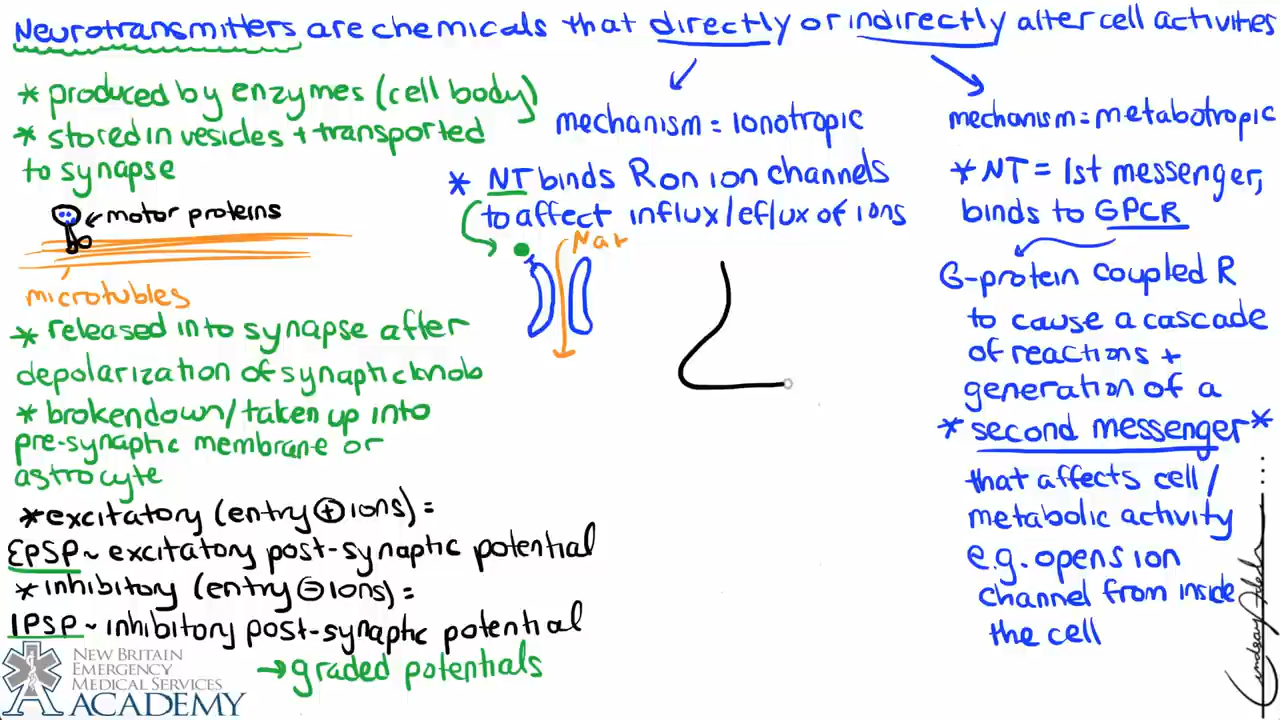 Neurotransmitters are chemicals that directly or indirectly alter cell activities
* produced by enzymes (cell body)
* stored in vesicles + transported
to synapse
motor proteins
microtubles
* released into synapse after
depolarization of synaptic knob
* broken down/taken up into
pre-synaptic membrane or
astrocyte
*excitatory (entry ⊕ ions) =
EPSP ~ excitatory post-synaptic potential
*inhibitory (entry ⊖ ions) =
IPSP ~ inhibitory post-synaptic potential
→ graded potentials
mechanism = ionotropic
* NT binds R on ion channels
to affect influx/eflux of ions
Na+
mechanism = metabotropic
*NT = 1st messenger,
binds to GPCR
G-protein coupled R
to cause a cascade
of reactions +
generation of a
*second messenger*
that affects cell/
metabolic activity
e.g. opens ion
channel from inside
the cell
NEW BRITAIN
EMERGENCY
MEDICAL SERVICES
ACADEMY